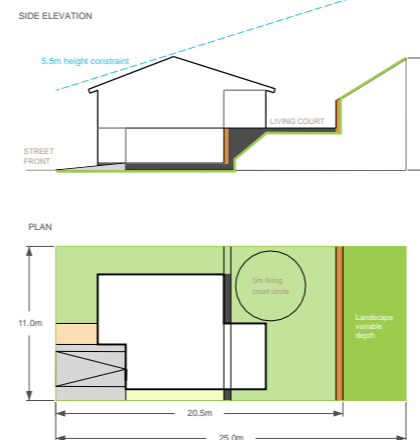 SIDE ELEVATION
5.5m height constraint
LIVING COURT
STREET
FRONT
PLAN
5m living
court circle
11.0m
Landscape
variable
depth
20.5m
25.0m